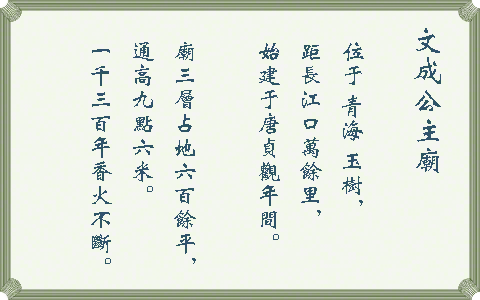 文成公主廟
位于青海玉樹，
距長江口萬餘里，
始建于唐貞觀年間。
廟三層占地六百餘平，
通高九點六米。
一千三百年香火不斷。